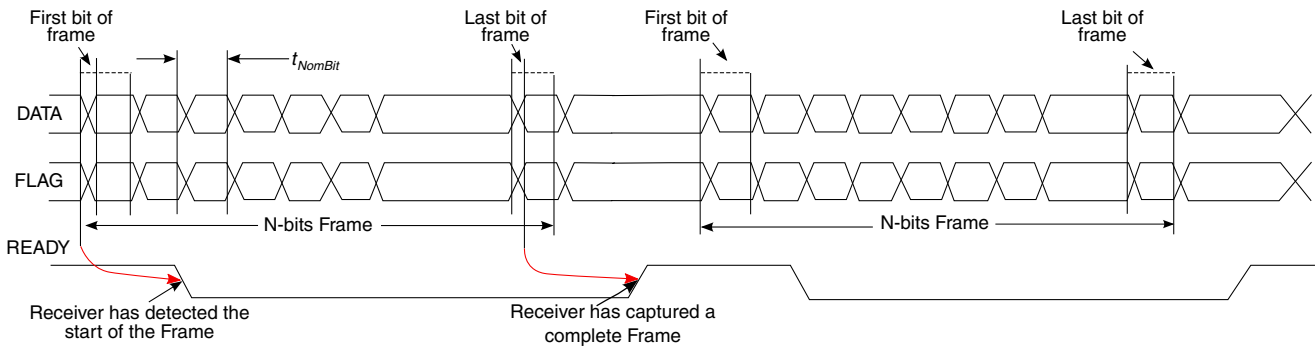 First bit of
frame
Last bit of
frame
First bit of
frame
Last bit of
frame
t_NomBit
DATA
FLAG
N-bits Frame
N-bits Frame
READY
Receiver has detected the
start of the Frame
Receiver has captured a
complete Frame